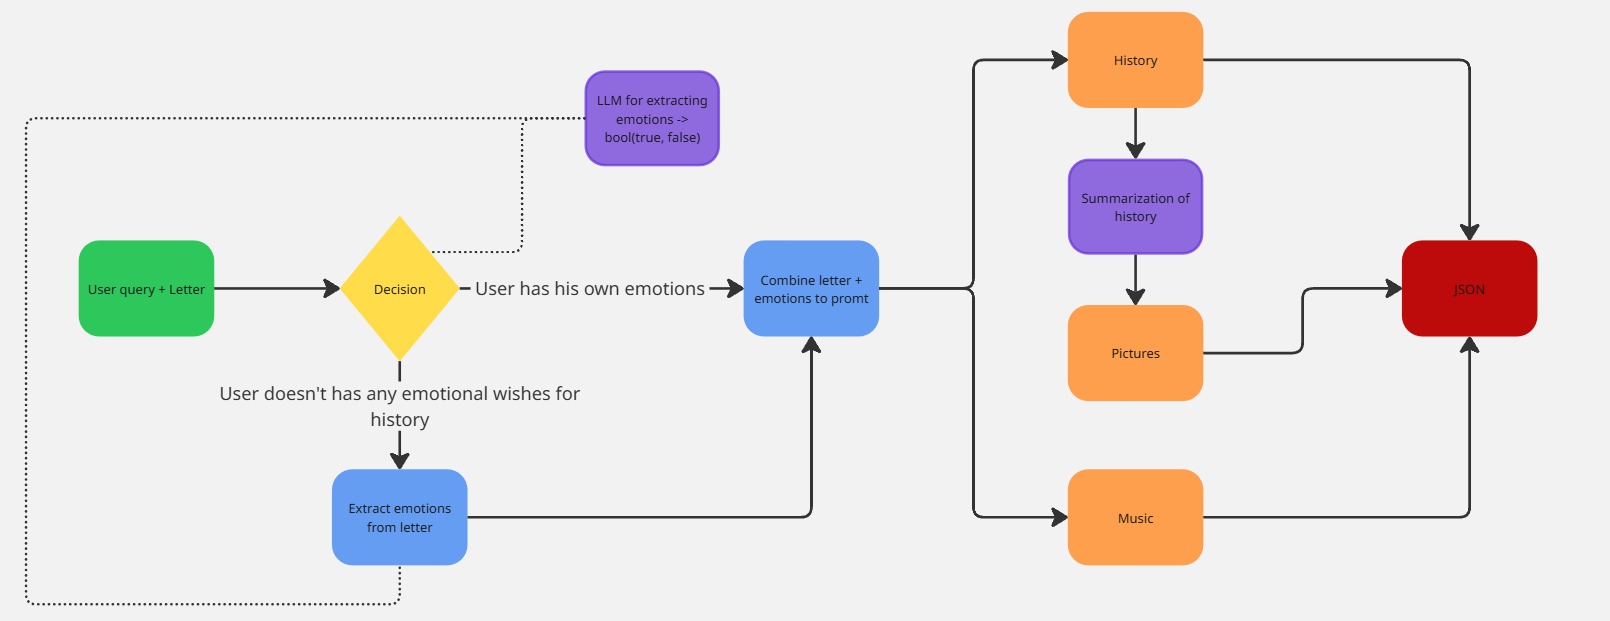 History
LLM for extracting
emotions ->
bool(true, false)
Summarization of
history
User query + Letter
Decision
User has his own emotions
Combine letter +
emotions to promt
JSON
Pictures
User doesn't has any emotional wishes for
history
Extract emotions
from letter
Music